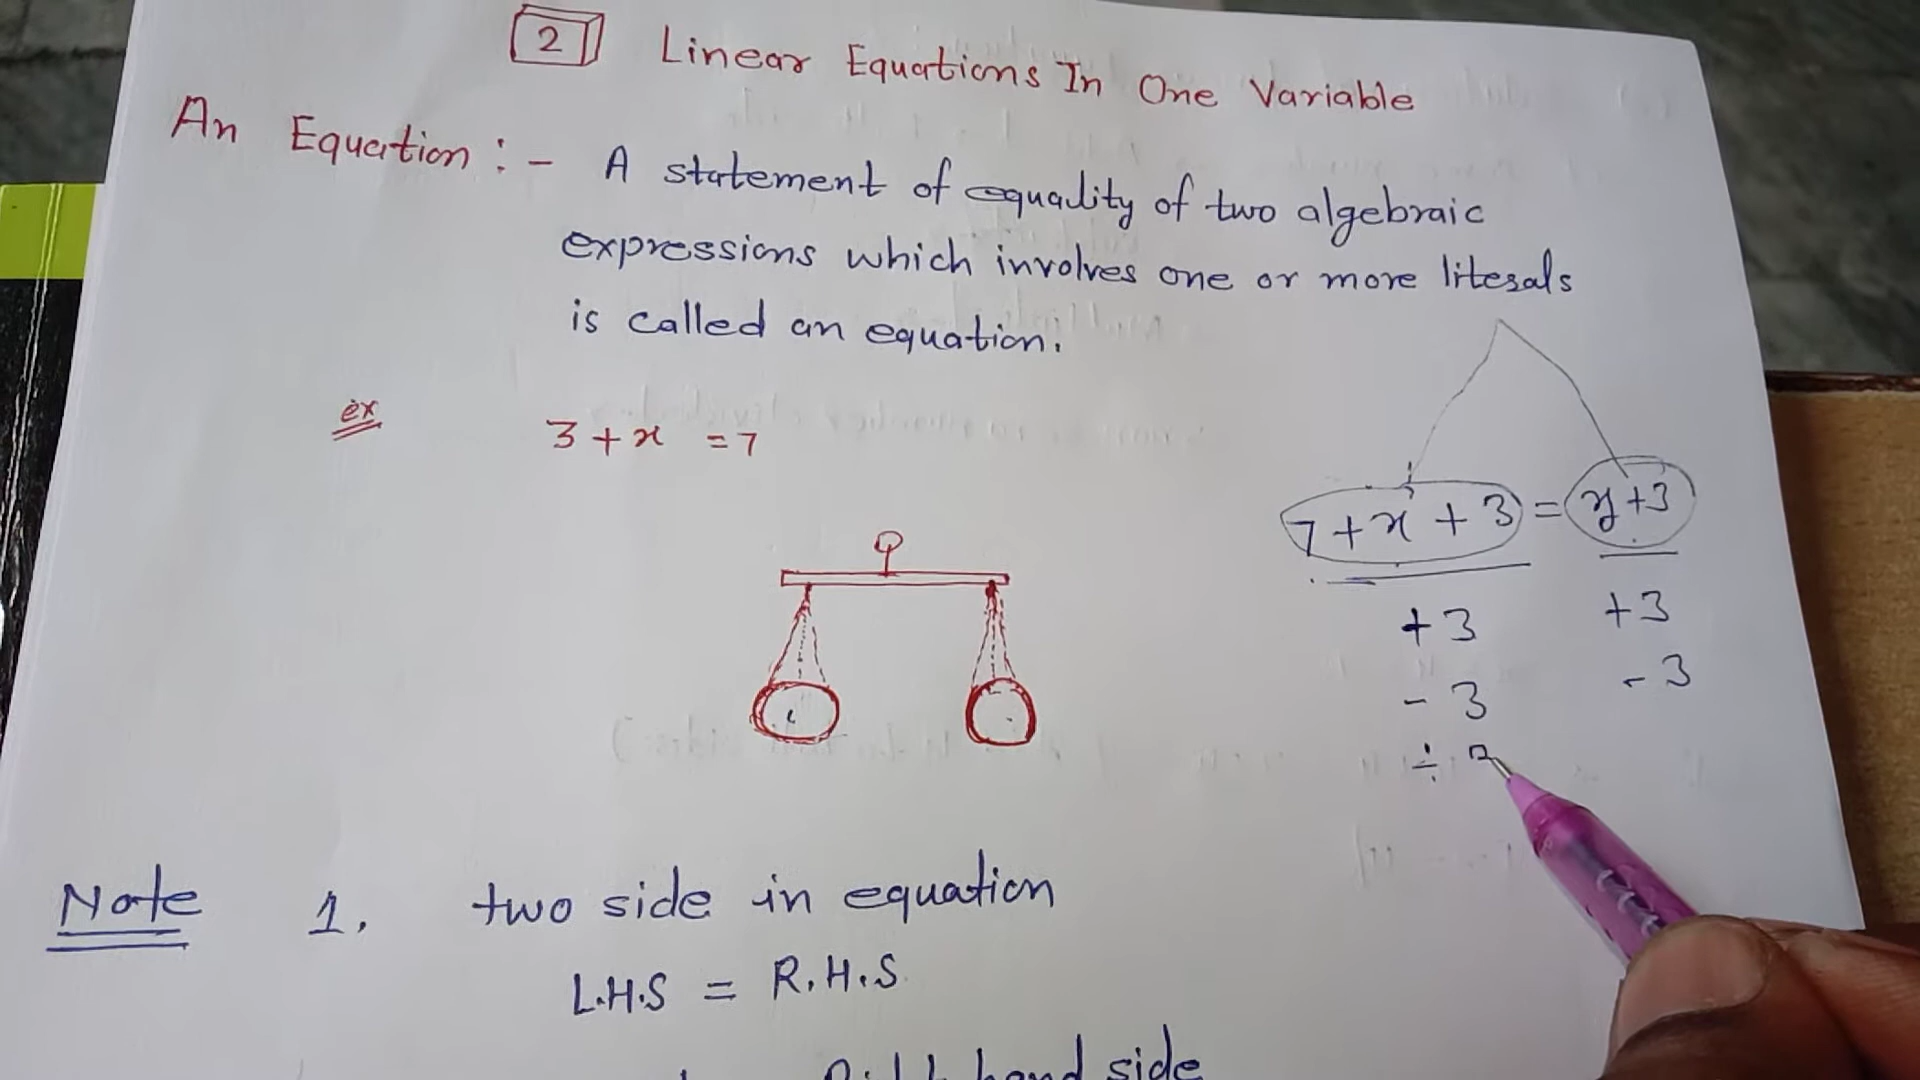 2 Linear Equations In One Variable
An Equation :- A statement of equality of two algebraic
expressions which involves one or more literals
is called an equation.
ex 3 + x = 7
7 + x + 3 = y + 3
+ 3 + 3
- 3 - 3
÷
Note 1. two side in equation
L.H.S = R.H.S
hand side